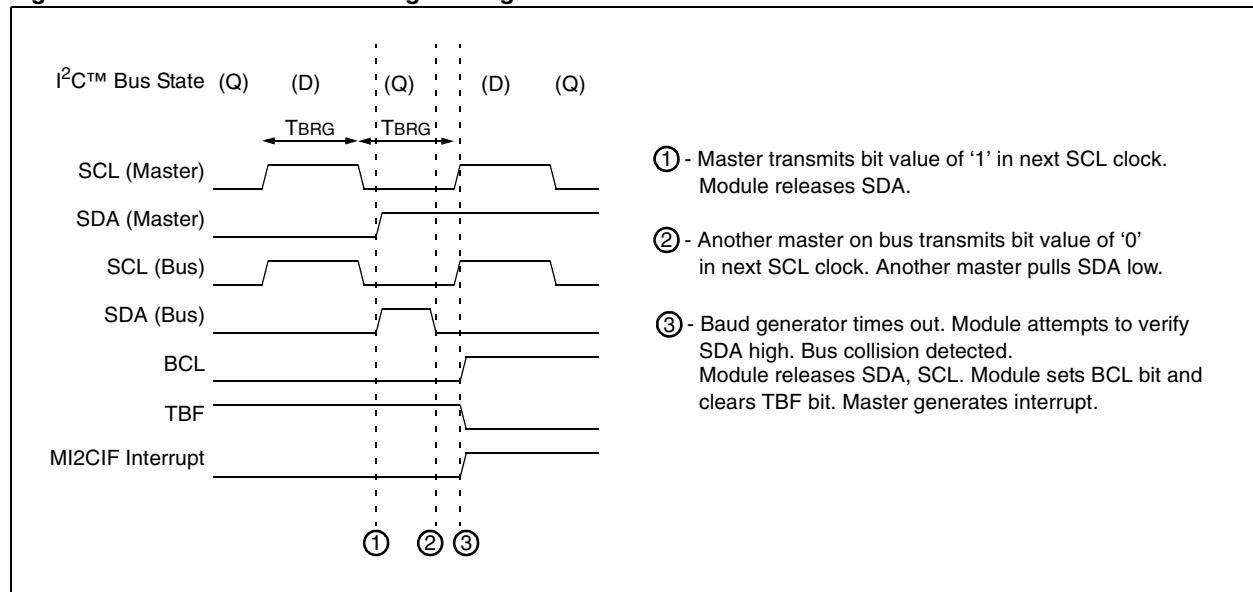 I²C™ Bus State (Q) (D) (Q) (D) (Q)
TBRG TBRG
SCL (Master)
SDA (Master)
SCL (Bus)
SDA (Bus)
BCL
TBF
MI2CIF Interrupt
1 2 3
1 - Master transmits bit value of ‘1’ in next SCL clock.
Module releases SDA.
2 - Another master on bus transmits bit value of ‘0’
in next SCL clock. Another master pulls SDA low.
3 - Baud generator times out. Module attempts to verify
SDA high. Bus collision detected.
Module releases SDA, SCL. Module sets BCL bit and
clears TBF bit. Master generates interrupt.